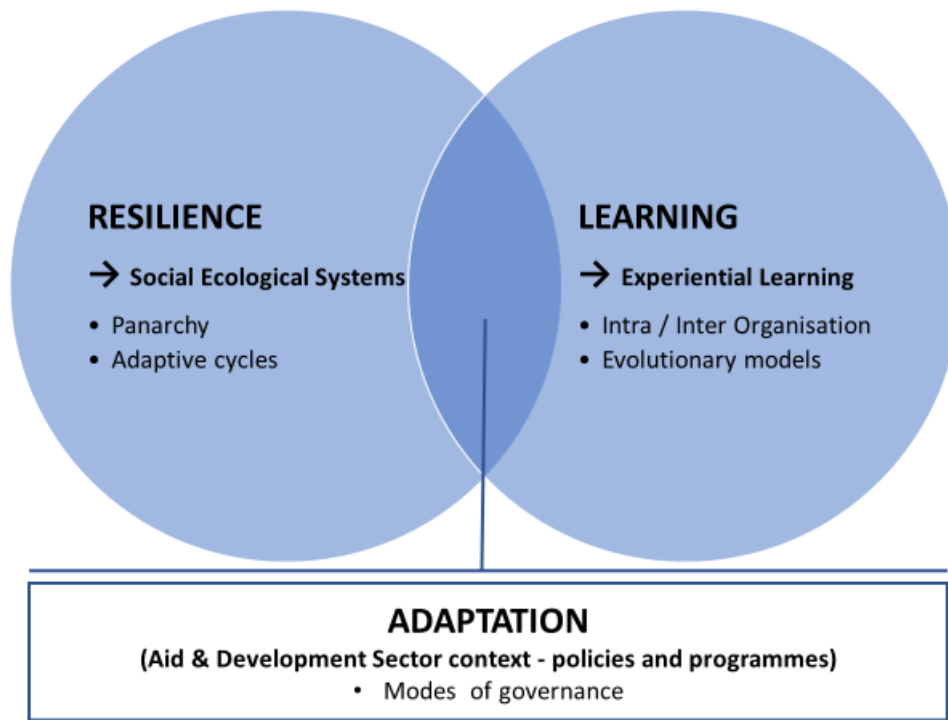 RESILIENCE
→ Social Ecological Systems
• Panarchy
• Adaptive cycles
LEARNING
→ Experiential Learning
• Intra / Inter Organisation
• Evolutionary models
ADAPTATION
(Aid & Development Sector context - policies and programmes)
• Modes of governance